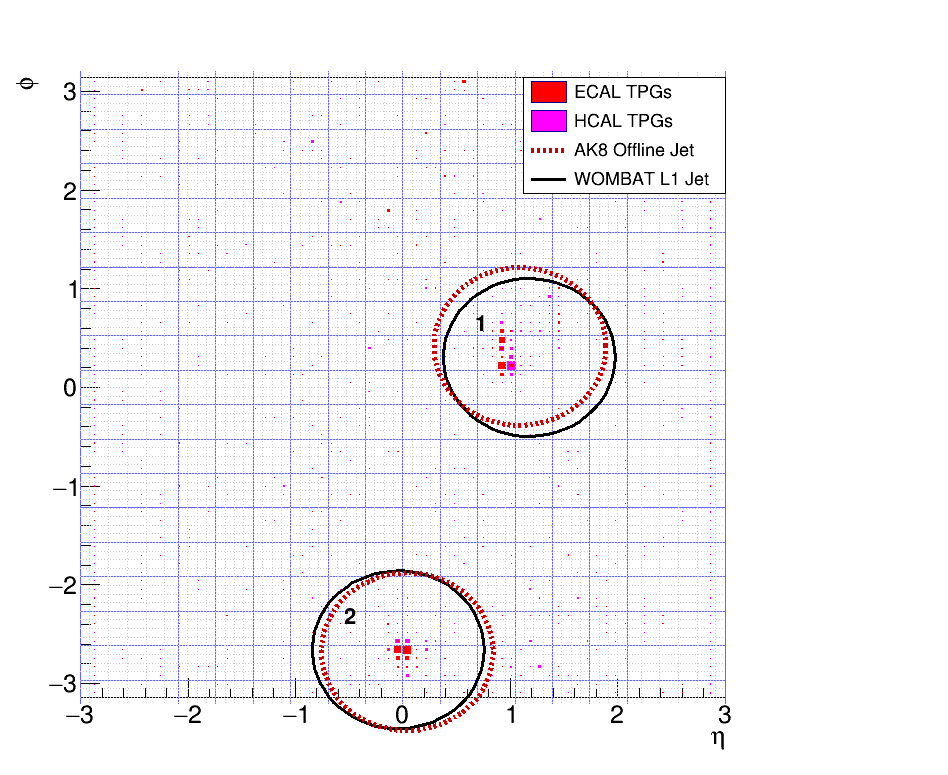 φ
3
2
1
0
−1
−2
−3
ECAL TPGs
HCAL TPGs
AK8 Offline Jet
WOMBAT L1 Jet
1
2
−3 −2 −1 0 1 2 3
η